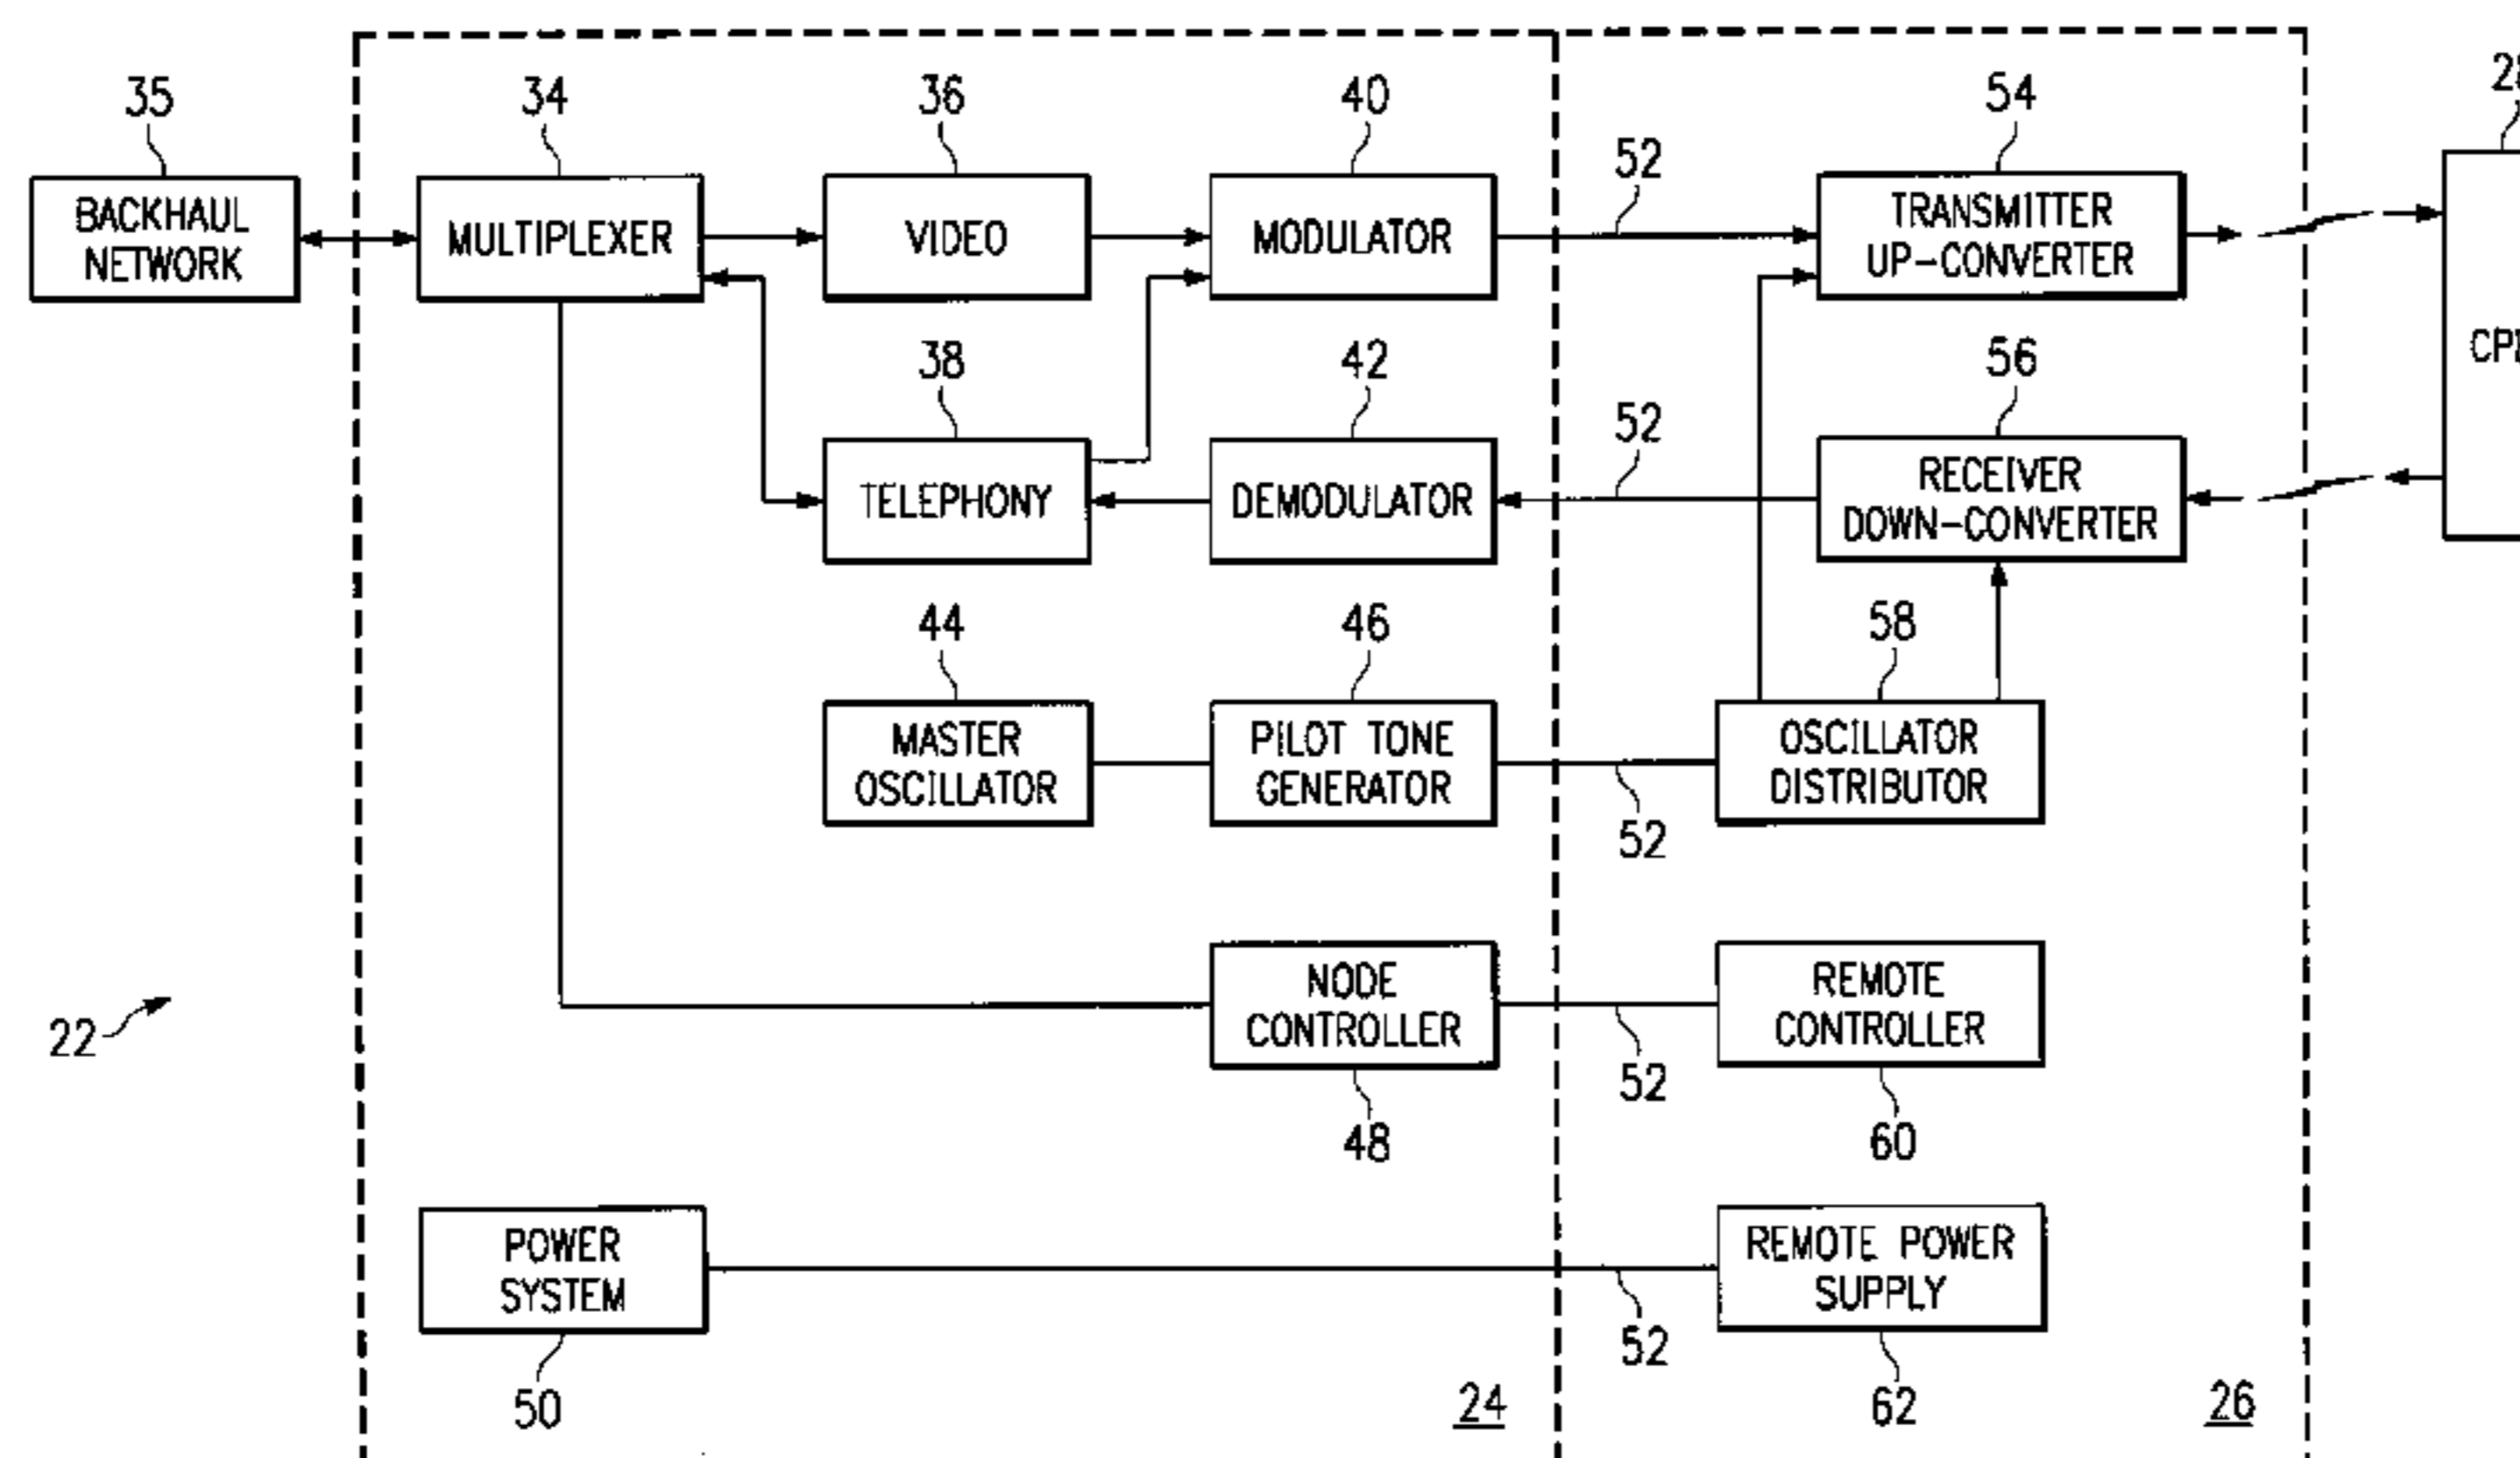 35
34
36
40
52
54
BACKHAUL
NETWORK
MULTIPLEXER
VIDEO
MODULATOR
TRANSMITTER
UP-CONVERTER
38
42
52
56
TELEPHONY
DEMODULATOR
RECEIVER
DOWN-CONVERTER
44
46
58
MASTER
OSCILLATOR
PILOT TONE
GENERATOR
52
OSCILLATOR
DISTRIBUTOR
22
NODE
CONTROLLER
48
52
REMOTE
CONTROLLER
60
POWER
SYSTEM
50
52
REMOTE POWER
SUPPLY
62
24
26